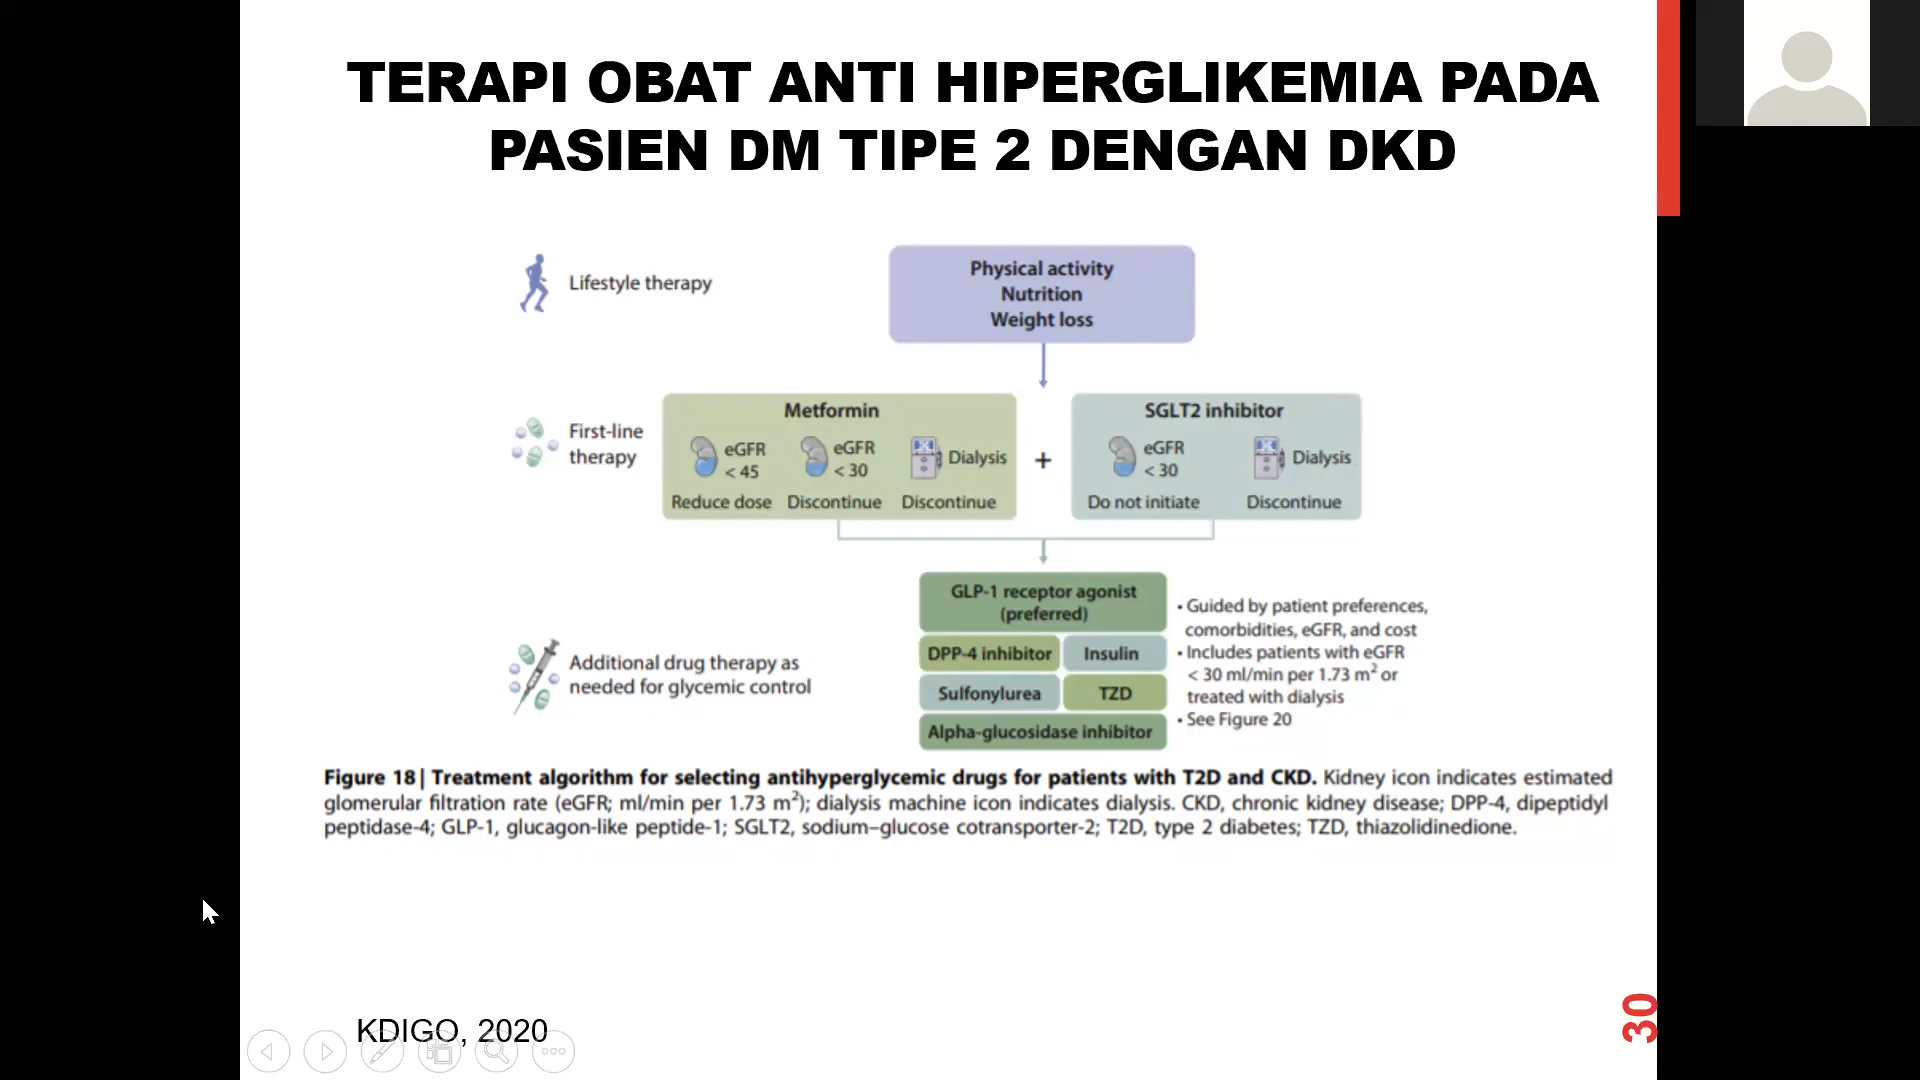 TERAPI OBAT ANTI HIPERGLIKEMIA PADA
PASIEN DM TIPE 2 DENGAN DKD
Lifestyle therapy
Physical activity
Nutrition
Weight loss
First-line
therapy
Metformin
eGFR
< 45
Reduce dose
eGFR
< 30
Discontinue
Dialysis
Discontinue
+
SGLT2 inhibitor
eGFR
< 30
Do not initiate
Dialysis
Discontinue
Additional drug therapy as
needed for glycemic control
GLP-1 receptor agonist
(preferred)
DPP-4 inhibitor
Insulin
Sulfonylurea
TZD
Alpha-glucosidase inhibitor
• Guided by patient preferences,
comorbidities, eGFR, and cost
• Includes patients with eGFR
< 30 ml/min per 1.73 m² or
treated with dialysis
• See Figure 20
Figure 18| Treatment algorithm for selecting antihyperglycemic drugs for patients with T2D and CKD. Kidney icon indicates estimated
glomerular filtration rate (eGFR; ml/min per 1.73 m²); dialysis machine icon indicates dialysis. CKD, chronic kidney disease; DPP-4, dipeptidyl
peptidase-4; GLP-1, glucagon-like peptide-1; SGLT2, sodium–glucose cotransporter-2; T2D, type 2 diabetes; TZD, thiazolidinedione.
KDIGO, 2020
30